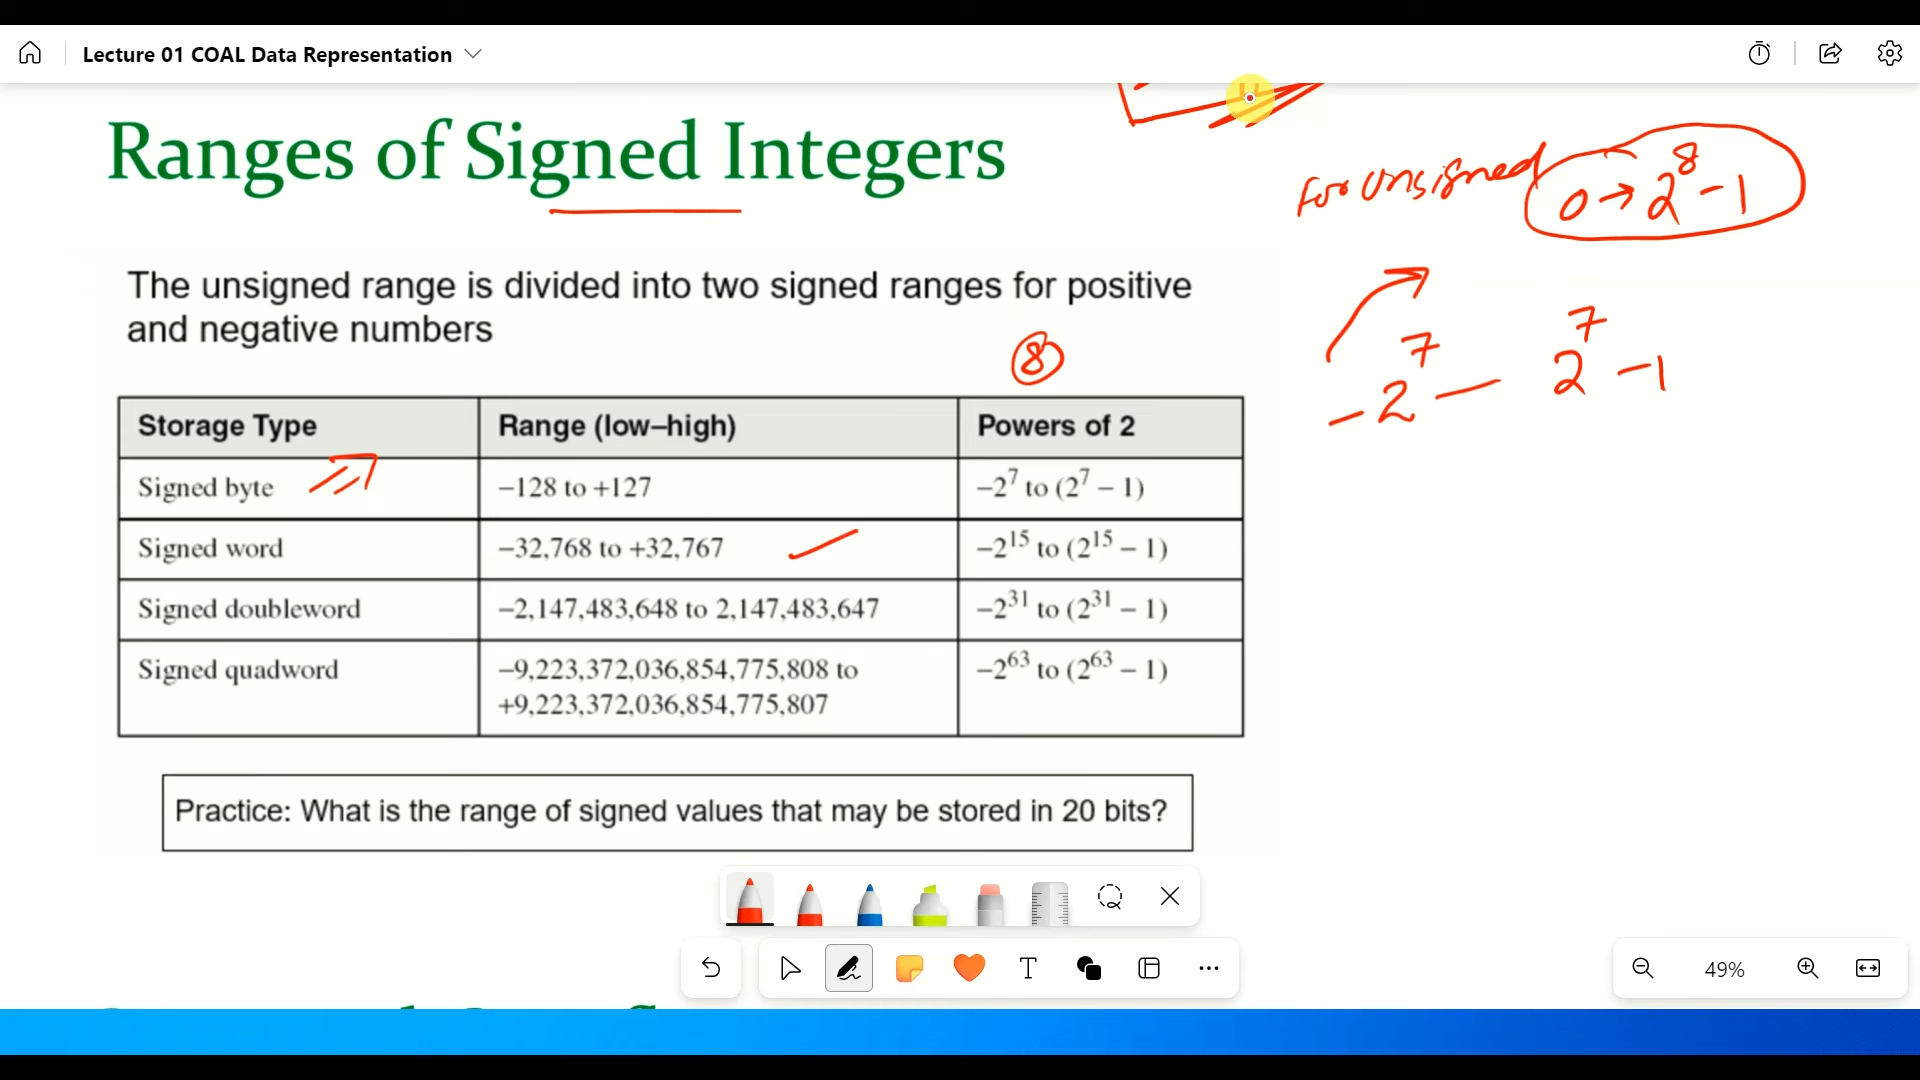 Lecture 01 COAL Data Representation
Ranges of Signed Integers
For Unsigned 0 → 2⁸ - 1
The unsigned range is divided into two signed ranges for positive
and negative numbers
8
-2⁷ — 2⁷ - 1
Storage Type Range (low–high) Powers of 2
Signed byte –128 to +127 –2⁷ to (2⁷ – 1)
Signed word –32,768 to +32,767 –2¹⁵ to (2¹⁵ – 1)
Signed doubleword –2,147,483,648 to 2,147,483,647 –2³¹ to (2³¹ – 1)
Signed quadword –9,223,372,036,854,775,808 to –2⁶³ to (2⁶³ – 1)
+9,223,372,036,854,775,807
Practice: What is the range of signed values that may be stored in 20 bits?
49%